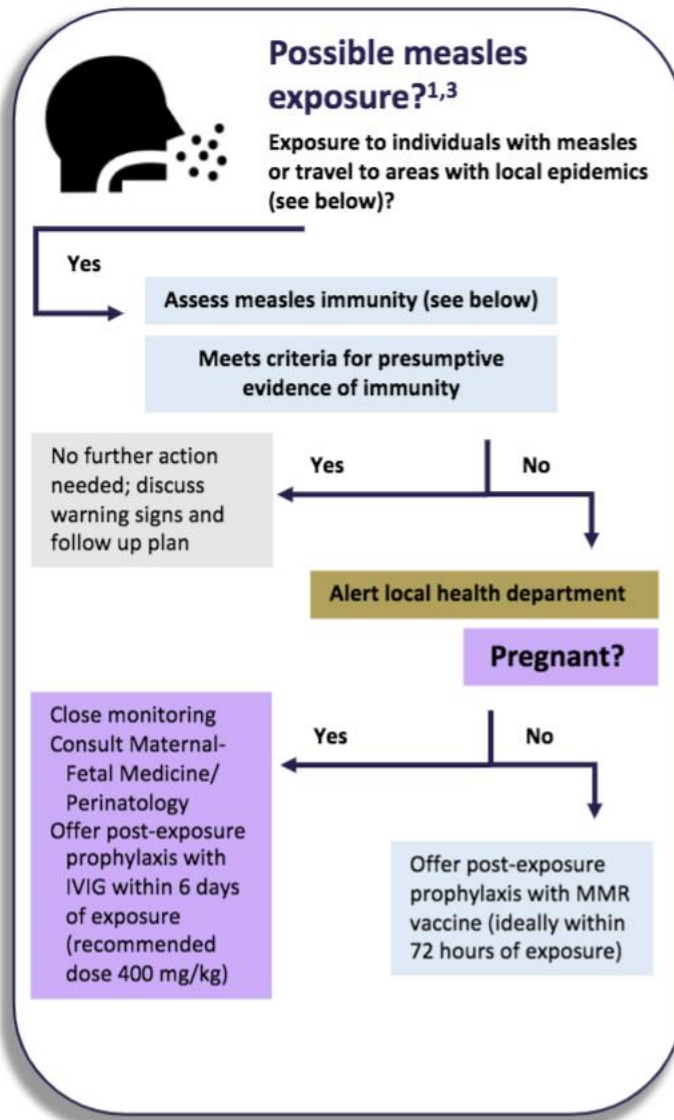 Possible measles
exposure?1,3
Exposure to individuals with measles
or travel to areas with local epidemics
(see below)?
Yes
Assess measles immunity (see below)
Meets criteria for presumptive
evidence of immunity
No further action
needed; discuss
warning signs and
follow up plan
Yes
No
Alert local health department
Pregnant?
Close monitoring
Consult Maternal-
Fetal Medicine/
Perinatology
Offer post-exposure
prophylaxis with
IVIG within 6 days
of exposure
(recommended
dose 400 mg/kg)
Yes
No
Offer post-exposure
prophylaxis with MMR
vaccine (ideally within
72 hours of exposure)